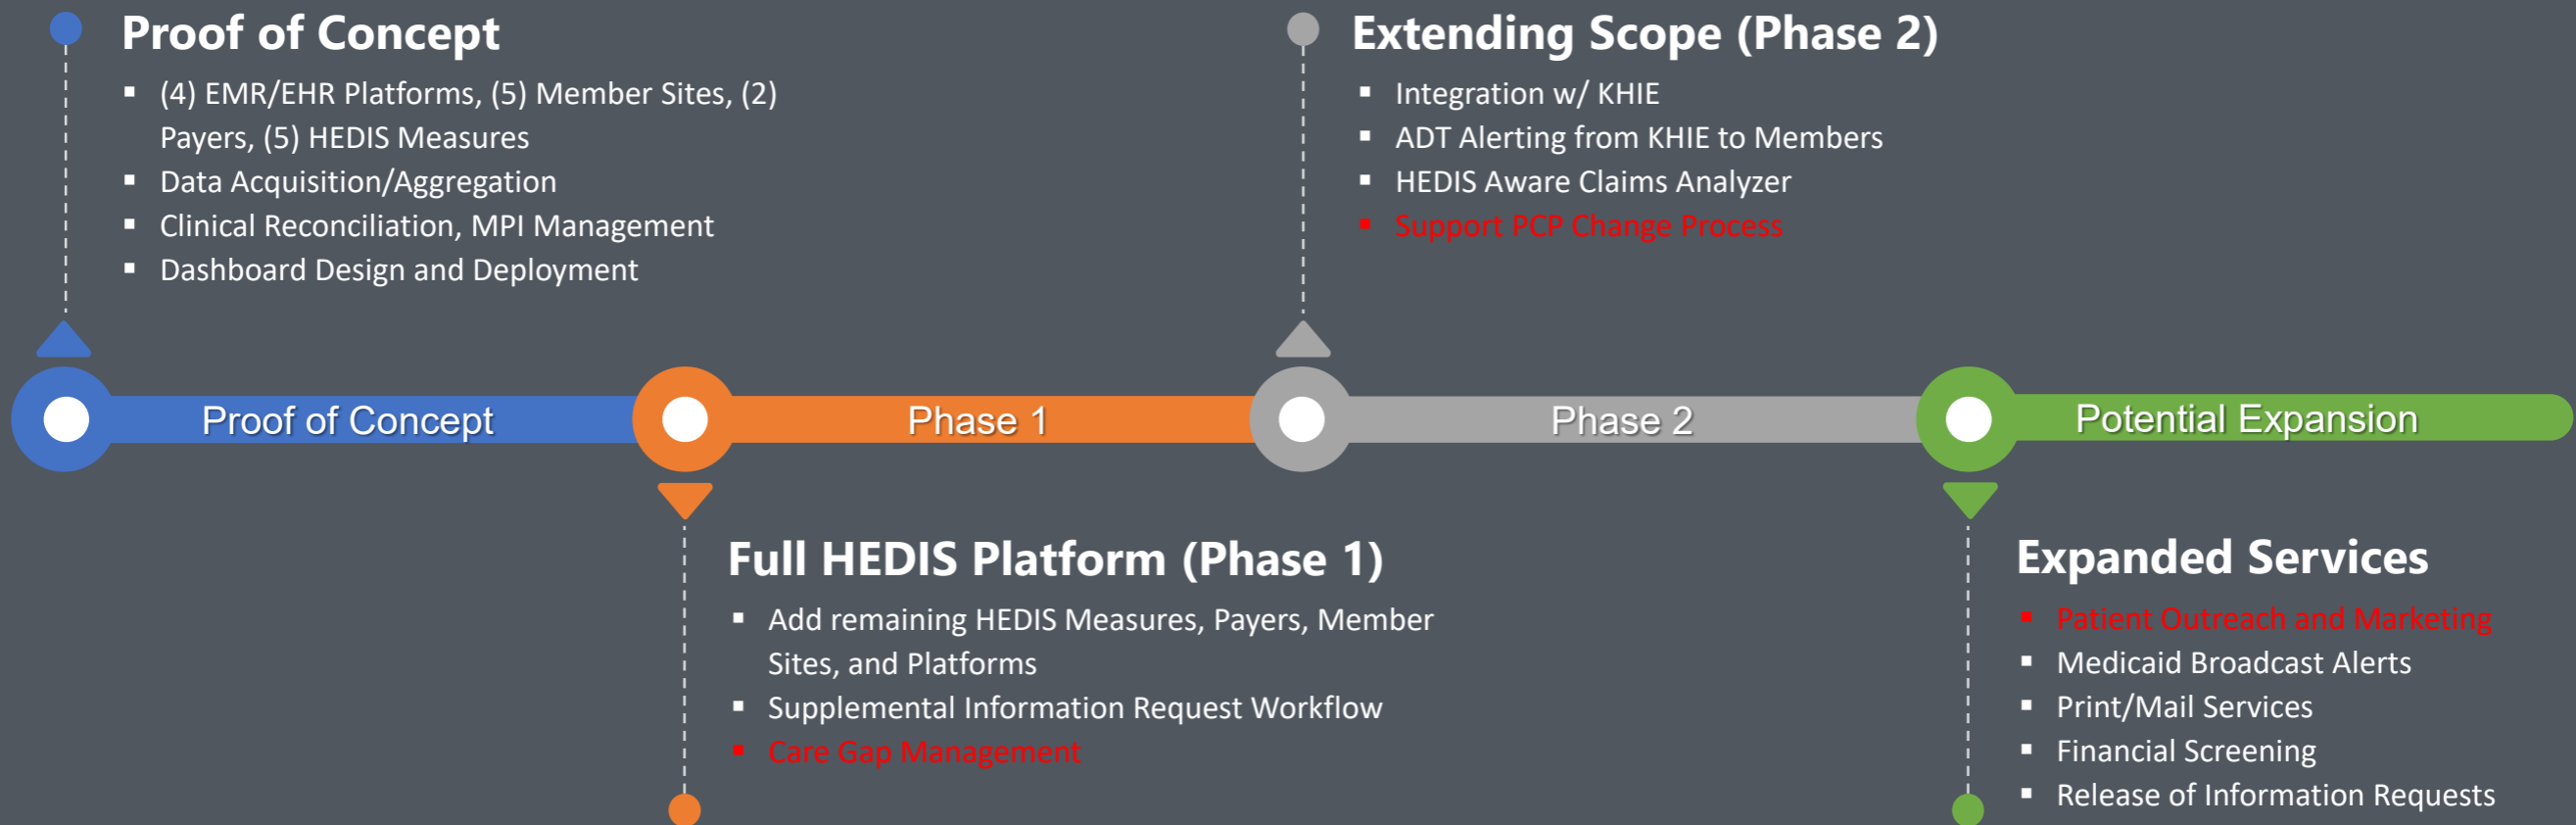 Proof of Concept
▪ (4) EMR/EHR Platforms, (5) Member Sites, (2)
Payers, (5) HEDIS Measures
▪ Data Acquisition/Aggregation
▪ Clinical Reconciliation, MPI Management
▪ Dashboard Design and Deployment
Extending Scope (Phase 2)
▪ Integration w/ KHIE
▪ ADT Alerting from KHIE to Members
▪ HEDIS Aware Claims Analyzer
▪ Support PCP Change Process
Proof of Concept
Phase 1
Phase 2
Potential Expansion
Full HEDIS Platform (Phase 1)
▪ Add remaining HEDIS Measures, Payers, Member
Sites, and Platforms
▪ Supplemental Information Request Workflow
▪ Care Gap Management
Expanded Services
▪ Patient Outreach and Marketing
▪ Medicaid Broadcast Alerts
▪ Print/Mail Services
▪ Financial Screening
▪ Release of Information Requests